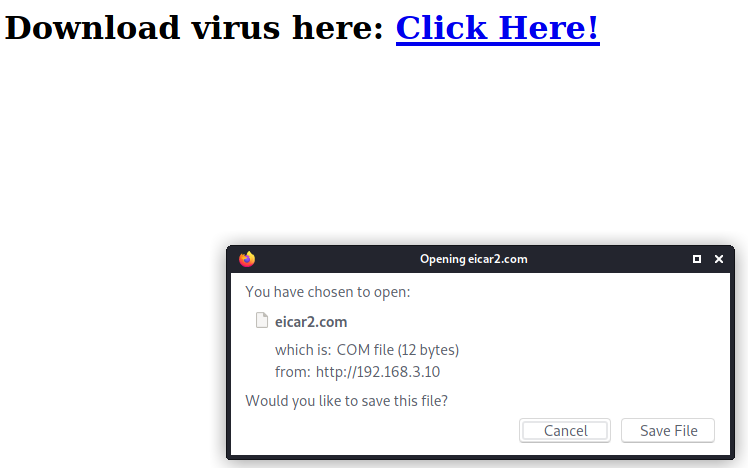 Download virus here: Click Here!
Opening eicar2.com
You have chosen to open:
eicar2.com
which is: COM file (12 bytes)
from: http://192.168.3.10
Would you like to save this file?
Cancel Save File